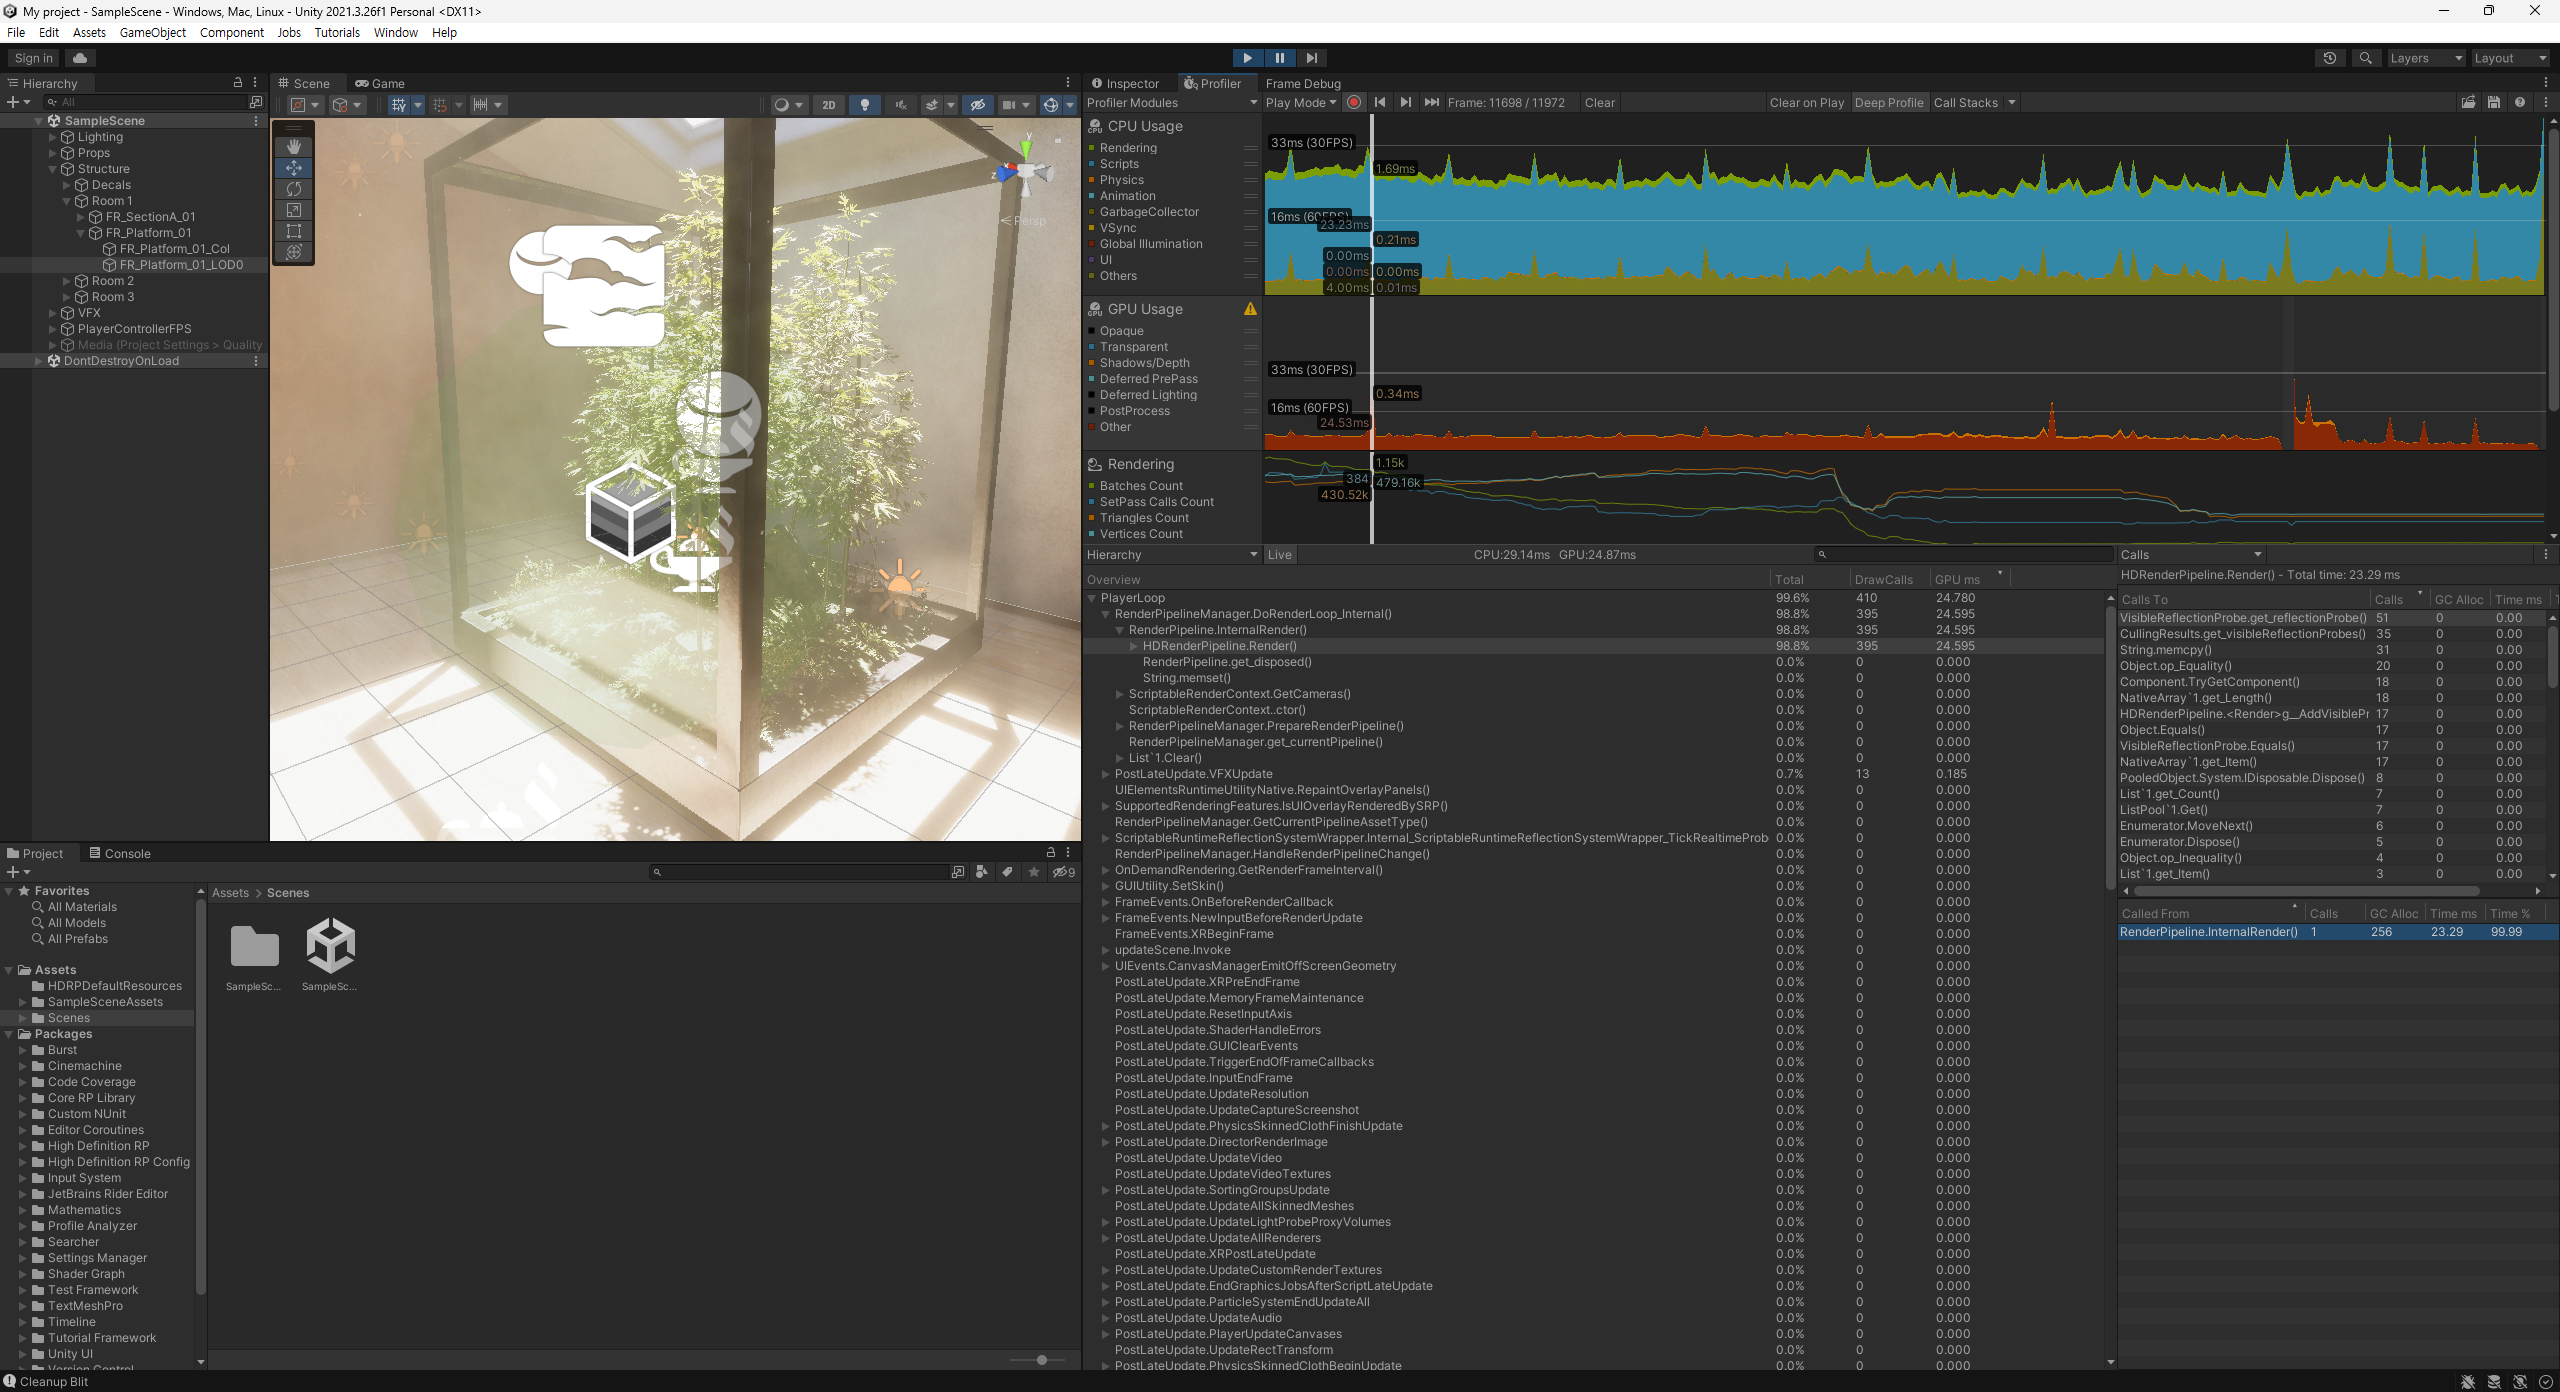 My project - SampleScene - Windows, Mac, Linux - Unity 2021.3.26f1 Personal <DX11>
File Edit Assets GameObject Component Jobs Tutorials Window Help
Sign in
Layers Layout
Hierarchy
All
SampleScene
Lighting
Props
Structure
Decals
Room 1
FR_SectionA_01
FR_Platform_01
FR_Platform_01_Col
FR_Platform_01_LOD0
Room 2
Room 3
VFX
PlayerControllerFPS
Media (Project Settings > Quality
DontDestroyOnLoad
Scene Game
2D
y
x
z
Persp
Inspector Profiler Frame Debug
Profiler Modules Play Mode Frame: 11698 / 11972 Clear Clear on Play Deep Profile Call Stacks
CPU Usage
Rendering
Scripts
Physics
Animation
GarbageCollector
VSync
Global Illumination
UI
Others
33ms (30FPS)
1.69ms
16ms (60FPS)
23.23ms
0.21ms
0.00ms
0.00ms 0.00ms
4.00ms 0.01ms
GPU Usage
Opaque
Transparent
Shadows/Depth
Deferred PrePass
Deferred Lighting
PostProcess
Other
33ms (30FPS)
0.34ms
16ms (60FPS)
24.53ms
Rendering
Batches Count
SetPass Calls Count
Triangles Count
Vertices Count
1.15k
384
479.16k
430.52k
Hierarchy Live CPU:29.14ms GPU:24.87ms
Overview Total DrawCalls GPU ms
PlayerLoop 99.6% 410 24.780
RenderPipelineManager.DoRenderLoop_Internal() 98.8% 395 24.595
RenderPipeline.InternalRender() 98.8% 395 24.595
HDRenderPipeline.Render() 98.8% 395 24.595
RenderPipeline.get_disposed() 0.0% 0 0.000
String.memset() 0.0% 0 0.000
ScriptableRenderContext.GetCameras() 0.0% 0 0.000
ScriptableRenderContext..ctor() 0.0% 0 0.000
RenderPipelineManager.PrepareRenderPipeline() 0.0% 0 0.000
RenderPipelineManager.get_currentPipeline() 0.0% 0 0.000
List`1.Clear() 0.0% 0 0.000
PostLateUpdate.VFXUpdate 0.7% 13 0.185
UIElementsRuntimeUtilityNative.RepaintOverlayPanels() 0.0% 0 0.000
SupportedRenderingFeatures.IsUIOverlayRenderedBySRP() 0.0% 0 0.000
RenderPipelineManager.GetCurrentPipelineAssetType() 0.0% 0 0.000
ScriptableRuntimeReflectionSystemWrapper.Internal_ScriptableRuntimeReflectionSystemWrapper_TickRealtimeProb 0.0% 0 0.000
RenderPipelineManager.HandleRenderPipelineChange() 0.0% 0 0.000
OnDemandRendering.GetRenderFrameInterval() 0.0% 0 0.000
GUIUtility.SetSkin() 0.0% 0 0.000
FrameEvents.OnBeforeRenderCallback 0.0% 0 0.000
FrameEvents.NewInputBeforeRenderUpdate 0.0% 0 0.000
FrameEvents.XRBeginFrame 0.0% 0 0.000
updateScene.Invoke 0.0% 0 0.000
UIEvents.CanvasManagerEmitOffScreenGeometry 0.0% 0 0.000
PostLateUpdate.XRPreEndFrame 0.0% 0 0.000
PostLateUpdate.MemoryFrameMaintenance 0.0% 0 0.000
PostLateUpdate.ResetInputAxis 0.0% 0 0.000
PostLateUpdate.ShaderHandleErrors 0.0% 0 0.000
PostLateUpdate.GUIClearEvents 0.0% 0 0.000
PostLateUpdate.TriggerEndOfFrameCallbacks 0.0% 0 0.000
PostLateUpdate.InputEndFrame 0.0% 0 0.000
PostLateUpdate.UpdateResolution 0.0% 0 0.000
PostLateUpdate.UpdateCaptureScreenshot 0.0% 0 0.000
PostLateUpdate.PhysicsSkinnedClothFinishUpdate 0.0% 0 0.000
PostLateUpdate.DirectorRenderImage 0.0% 0 0.000
PostLateUpdate.UpdateVideo 0.0% 0 0.000
PostLateUpdate.UpdateVideoTextures 0.0% 0 0.000
PostLateUpdate.SortingGroupsUpdate 0.0% 0 0.000
PostLateUpdate.UpdateAllSkinnedMeshes 0.0% 0 0.000
PostLateUpdate.UpdateLightProbeProxyVolumes 0.0% 0 0.000
PostLateUpdate.UpdateAllRenderers 0.0% 0 0.000
PostLateUpdate.XRPostLateUpdate 0.0% 0 0.000
PostLateUpdate.UpdateCustomRenderTextures 0.0% 0 0.000
PostLateUpdate.EndGraphicsJobsAfterScriptLateUpdate 0.0% 0 0.000
PostLateUpdate.ParticleSystemEndUpdateAll 0.0% 0 0.000
PostLateUpdate.UpdateAudio 0.0% 0 0.000
PostLateUpdate.PlayerUpdateCanvases 0.0% 0 0.000
PostLateUpdate.UpdateRectTransform 0.0% 0 0.000
PostLateUpdate.PhysicsSkinnedClothBeginUpdate 0.0% 0 0.000
Calls
HDRenderPipeline.Render() - Total time: 23.29 ms
Calls To Calls GC Alloc Time ms T
VisibleReflectionProbe.get_reflectionProbe() 51 0 0.00
CullingResults.get_visibleReflectionProbes() 35 0 0.00
String.memcpy() 31 0 0.00
Object.op_Equality() 20 0 0.00
Component.TryGetComponent() 18 0 0.00
NativeArray`1.get_Length() 18 0 0.00
HDRenderPipeline.<Render>g__AddVisiblePr 17 0 0.00
Object.Equals() 17 0 0.00
VisibleReflectionProbe.Equals() 17 0 0.00
NativeArray`1.get_Item() 17 0 0.00
PooledObject.System.IDisposable.Dispose() 8 0 0.00
List`1.get_Count() 7 0 0.00
ListPool`1.Get() 7 0 0.00
Enumerator.MoveNext() 6 0 0.00
Enumerator.Dispose() 5 0 0.00
Object.op_Inequality() 4 0 0.00
List`1.get_Item() 3 0 0.00
Called From Calls GC Alloc Time ms Time %
RenderPipeline.InternalRender() 1 256 23.29 99.99
Project Console
9
Favorites
All Materials
All Models
All Prefabs
Assets
HDRPDefaultResources
SampleSceneAssets
Scenes
Packages
Burst
Cinemachine
Code Coverage
Core RP Library
Custom NUnit
Editor Coroutines
High Definition RP
High Definition RP Config
Input System
JetBrains Rider Editor
Mathematics
Profile Analyzer
Searcher
Settings Manager
Shader Graph
Test Framework
TextMeshPro
Timeline
Tutorial Framework
Unity UI
Version Control
Assets > Scenes
SampleSc... SampleSc...
Cleanup Blit